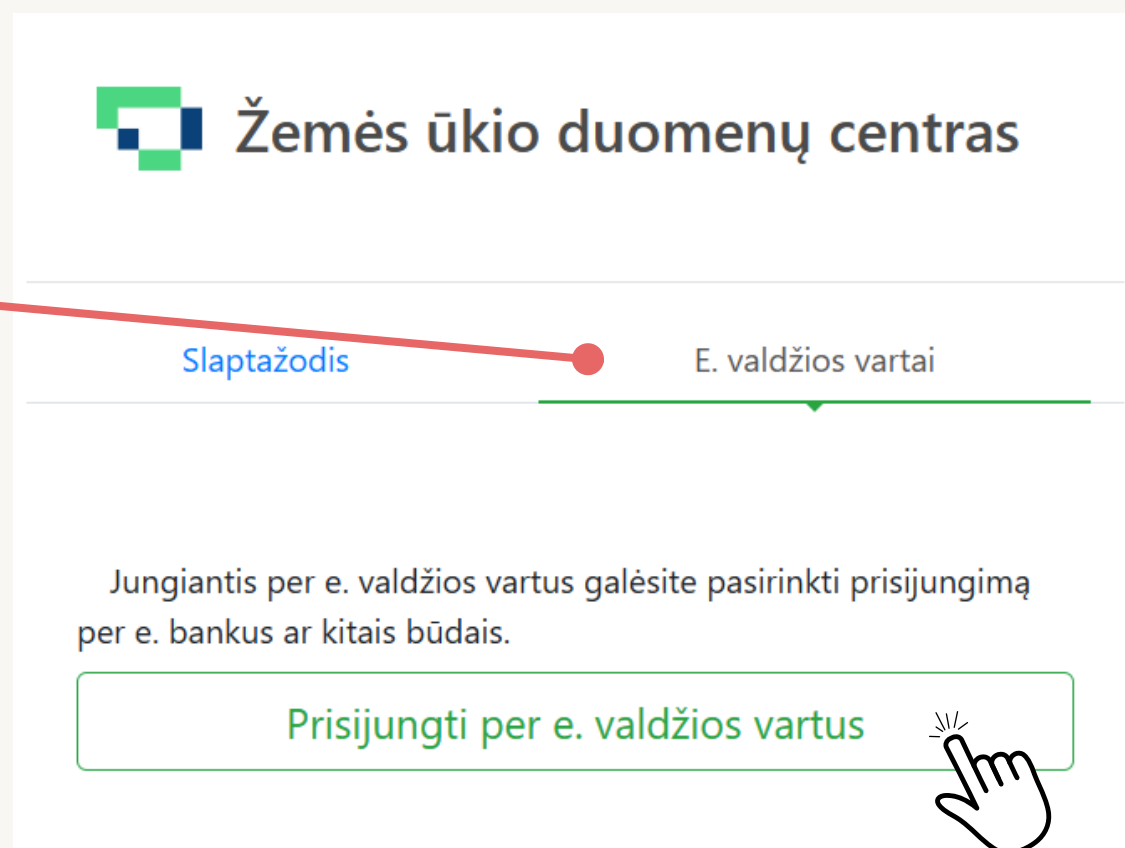 Žemės ūkio duomenų centras
Slaptažodis
E. valdžios vartai
Jungiantis per e. valdžios vartus galėsite pasirinkti prisijungimą
per e. bankus ar kitais būdais.
Prisijungti per e. valdžios vartus